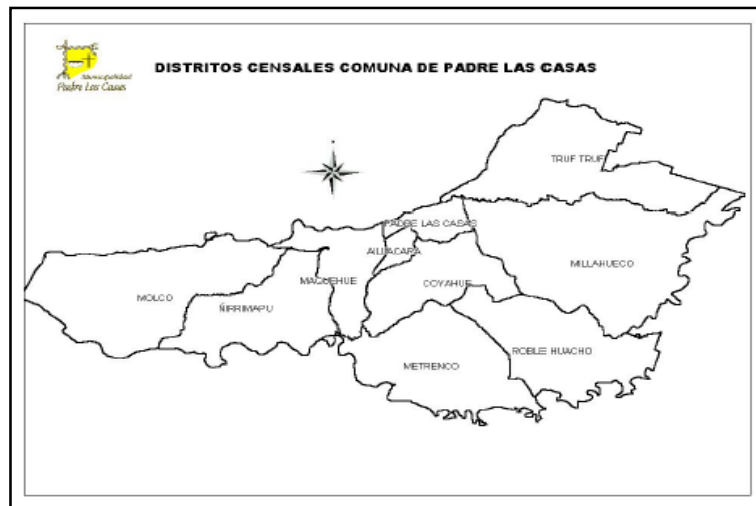 Municipalidad
Padre Las Casas
DISTRITOS CENSALES COMUNA DE PADRE LAS CASAS
TRUF TRUF
PADRE LAS CASAS
MILLAHUECO
MAQUEHUE
COYAHUE
MOLCO
ÑIRRIMAPU
ROBLE HUACHO
METRENCO